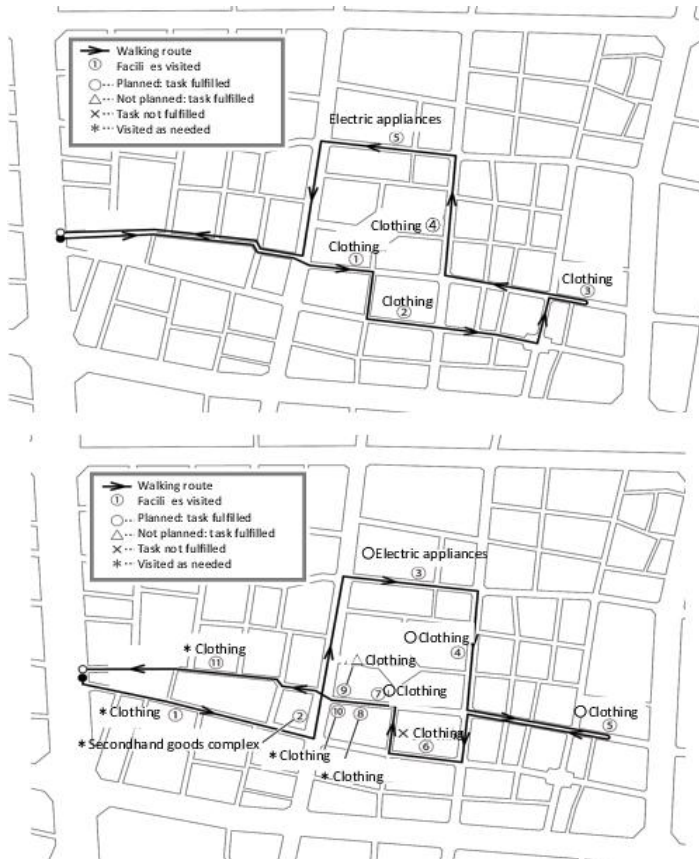 Walking route
① Facili es visited
○··· Planned: task fulfilled
△··· Not planned: task fulfilled
×··· Task not fulfilled
*··· Visited as needed
Electric appliances
⑤
Clothing ④
Clothing
①
Clothing
③
Clothing
②
Walking route
① Facili es visited
○··· Planned: task fulfilled
△··· Not planned: task fulfilled
×··· Task not fulfilled
*··· Visited as needed
○Electric appliances
③
○Clothing
④
* Clothing
⑪
△Clothing
⑨
⑦ ○Clothing
* Clothing ①
②
⑩ ⑧
○Clothing
⑤
×Clothing
⑥
* Secondhand goods complex
* Clothing
* Clothing